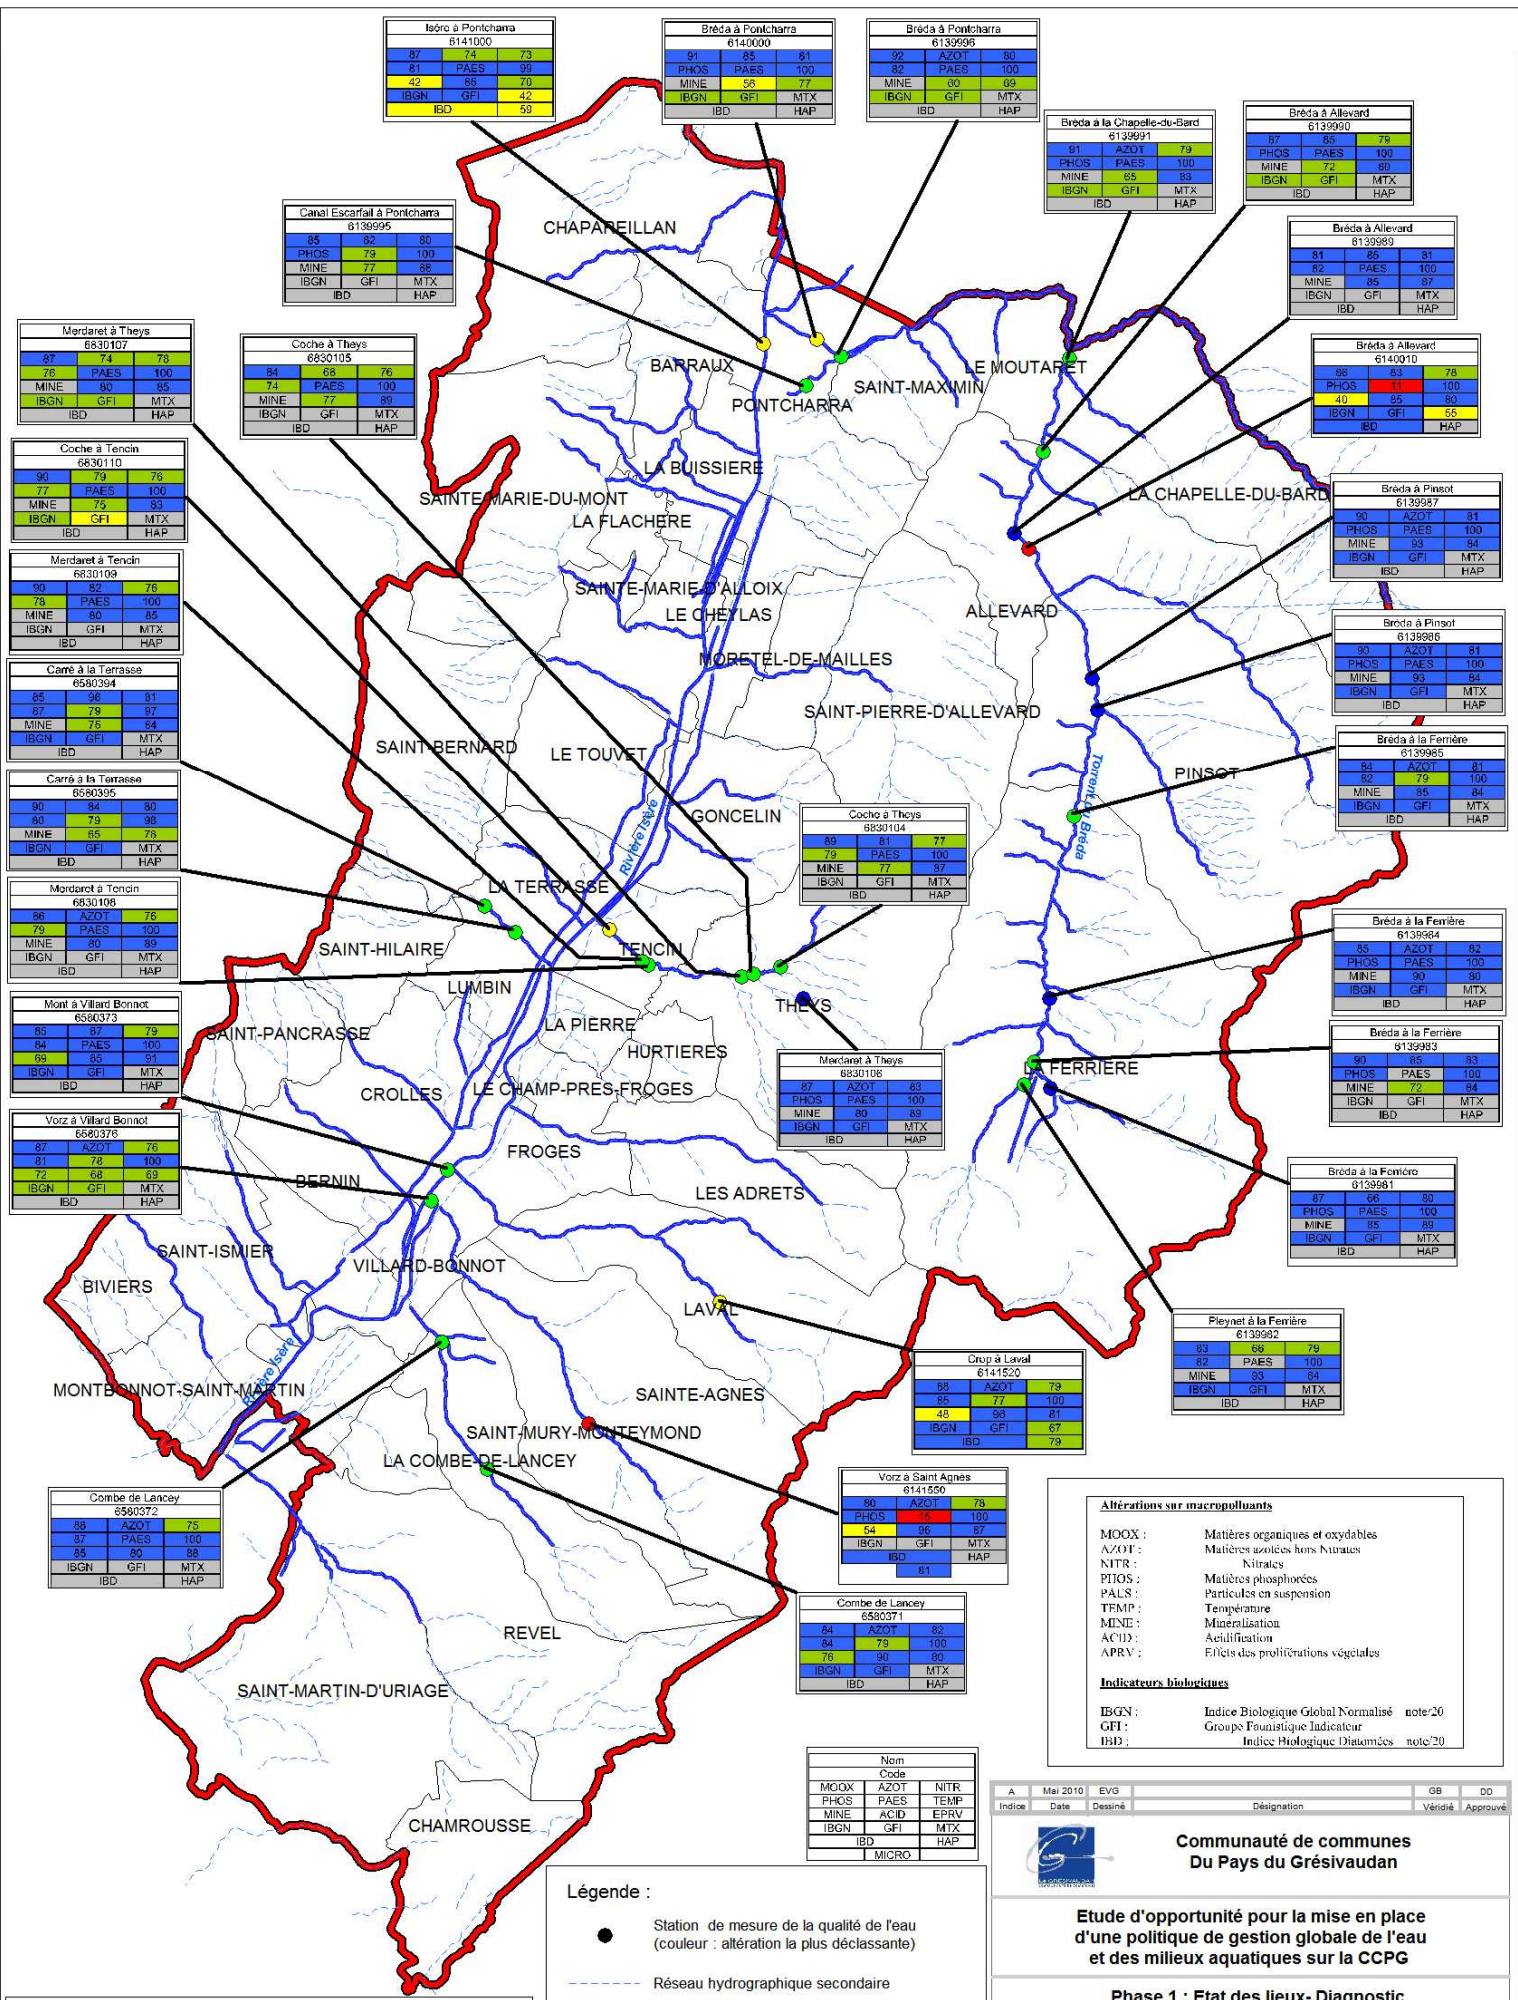 Isère à Pontcharra
6141000
87 74 73
81 PAES 99
42 86 70
IBGN GFI 42
IBD 59
Bréda à Pontcharra
6140000
91 85 81
PHOS PAES 100
MINE 56 77
IBGN GFI MTX
IBD HAP
Bréda à Pontcharra
6139996
92 AZOT 80
82 PAES 100
MINE 60 69
IBGN GFI MTX
IBD HAP
Bréda à la Chapelle-du-Bard
6139991
91 AZOT 79
PHOS PAES 100
MINE 65 83
IBGN GFI MTX
IBD HAP
Bréda à Allevard
6139990
87 85 79
PHOS PAES 100
MINE 72 80
IBGN GFI MTX
IBD HAP
Canal Escarfail à Pontcharra
6139995
85 82 80
PHOS 79 100
MINE 77 88
IBGN GFI MTX
IBD HAP
Bréda à Allevard
6139989
81 85 81
82 PAES 100
MINE 85 87
IBGN GFI MTX
IBD HAP
Merdaret à Theys
6830107
87 74 78
76 PAES 100
MINE 80 85
IBGN GFI MTX
IBD HAP
Coche à Theys
6830105
84 68 76
74 PAES 100
MINE 77 89
IBGN GFI MTX
IBD HAP
Bréda à Allevard
6140010
86 83 78
PHOS 11 100
40 85 80
IBGN GFI 55
IBD HAP
Coche à Tencin
6830110
90 79 76
77 PAES 100
MINE 75 83
IBGN GFI MTX
IBD HAP
Bréda à Pinsot
6139987
90 AZOT 81
PHOS PAES 100
MINE 93 84
IBGN GFI MTX
IBD HAP
Merdaret à Tencin
6830109
90 82 76
78 PAES 100
MINE 80 85
IBGN GFI MTX
IBD HAP
Bréda à Pinsot
6139986
90 AZOT 81
PHOS PAES 100
MINE 93 84
IBGN GFI MTX
IBD HAP
Carré à la Terrasse
6580394
85 96 81
87 79 97
MINE 75 84
IBGN GFI MTX
IBD HAP
Bréda à la Ferrière
6139985
84 AZOT 81
82 79 100
MINE 85 84
IBGN GFI MTX
IBD HAP
Carré à la Terrasse
6580395
90 84 80
80 79 98
MINE 65 78
IBGN GFI MTX
IBD HAP
Coche à Theys
6830104
89 81 77
79 PAES 100
MINE 77 87
IBGN GFI MTX
IBD HAP
Merdaret à Tencin
6830108
86 AZOT 76
79 PAES 100
MINE 80 89
IBGN GFI MTX
IBD HAP
Bréda à la Ferrière
6139984
85 AZOT 82
PHOS PAES 100
MINE 90 80
IBGN GFI MTX
IBD HAP
Mont à Villard Bonnot
6580373
85 87 79
84 PAES 100
69 85 91
IBGN GFI MTX
IBD HAP
Bréda à la Ferrière
6139983
90 85 83
PHOS PAES 100
MINE 72 84
IBGN GFI MTX
IBD HAP
Merdaret à Theys
6830106
87 AZOT 83
PHOS PAES 100
MINE 80 89
IBGN GFI MTX
IBD HAP
Vorz à Villard Bonnot
6580376
87 AZOT 76
81 78 100
72 68 69
IBGN GFI MTX
IBD HAP
Bréda à la Ferrière
6139981
87 66 80
PHOS PAES 100
MINE 85 89
IBGN GFI MTX
IBD HAP
Pleynet à la Ferrière
6139982
83 66 79
82 PAES 100
MINE 93 84
IBGN GFI MTX
IBD HAP
Crop à Laval
6141520
88 AZOT 79
85 77 100
48 96 81
IBGN GFI 67
IBD 79
Vorz à Saint Agnès
6141550
80 AZOT 78
PHOS 15 100
54 96 87
IBGN GFI MTX
IBD HAP
81
Combe de Lancey
6580372
88 AZOT 75
87 PAES 100
85 80 88
IBGN GFI MTX
IBD HAP
Combe de Lancey
6580371
84 AZOT 82
84 79 100
76 90 80
IBGN GFI MTX
IBD HAP
CHAPAREILLAN
BARRAUX
PONTCHARRA
SAINT-MAXIMIN
LE MOUTARET
LA BUISSIERE
SAINTE-MARIE-DU-MONT
LA FLACHERE
LA CHAPELLE-DU-BARD
SAINTE-MARIE-D'ALLOIX
LE CHEYLAS
ALLEVARD
MORETEL-DE-MAILLES
SAINT-PIERRE-D'ALLEVARD
SAINT-BERNARD
LE TOUVET
PINSOT
GONCELIN
Rivière Isère
Torrent du Bréda
LA TERRASSE
SAINT-HILAIRE
TENCIN
LUMBIN
THEYS
SAINT-PANCRASSE
LA PIERRE
HURTIERES
LA FERRIERE
CROLLES
LE CHAMP-PRES-FROGES
FROGES
BERNIN
LES ADRETS
SAINT-ISMIER
VILLARD-BONNOT
BIVIERS
LAVAL
Rivière Isère
MONTBONNOT-SAINT-MARTIN
SAINTE-AGNES
SAINT-MURY-MONTEYMOND
LA COMBE-DE-LANCEY
REVEL
SAINT-MARTIN-D'URIAGE
CHAMROUSSE
Altérations sur macropolluants
MOOX : Matières organiques et oxydables
AZOT : Matières azotées hors Nitrates
NITR : Nitrates
PHOS : Matières phosphorées
PAES : Particules en suspension
TEMP : Température
MINE : Minéralisation
ACID : Acidification
APRV : Effets des proliférations végétales
Indicateurs biologiques
IBGN : Indice Biologique Global Normalisé note/20
GFI : Groupe Faunistique Indicateur
IBD : Indice Biologique Diatomées note/20
Nom
Code
MOOX AZOT NITR
PHOS PAES TEMP
MINE ACID EPRV
IBGN GFI MTX
IBD HAP
MICRO
A Mai 2010 EVG GB DD
Indice Date Dessiné Désignation Véridié Approuvé
Communauté de communes
Du Pays du Grésivaudan
Etude d'opportunité pour la mise en place
d'une politique de gestion globale de l'eau
et des milieux aquatiques sur la CCPG
Phase 1 : Etat des lieux- Diagnostic
Légende :
Station de mesure de la qualité de l'eau
(couleur : altération la plus déclassante)
Réseau hydrographique secondaire